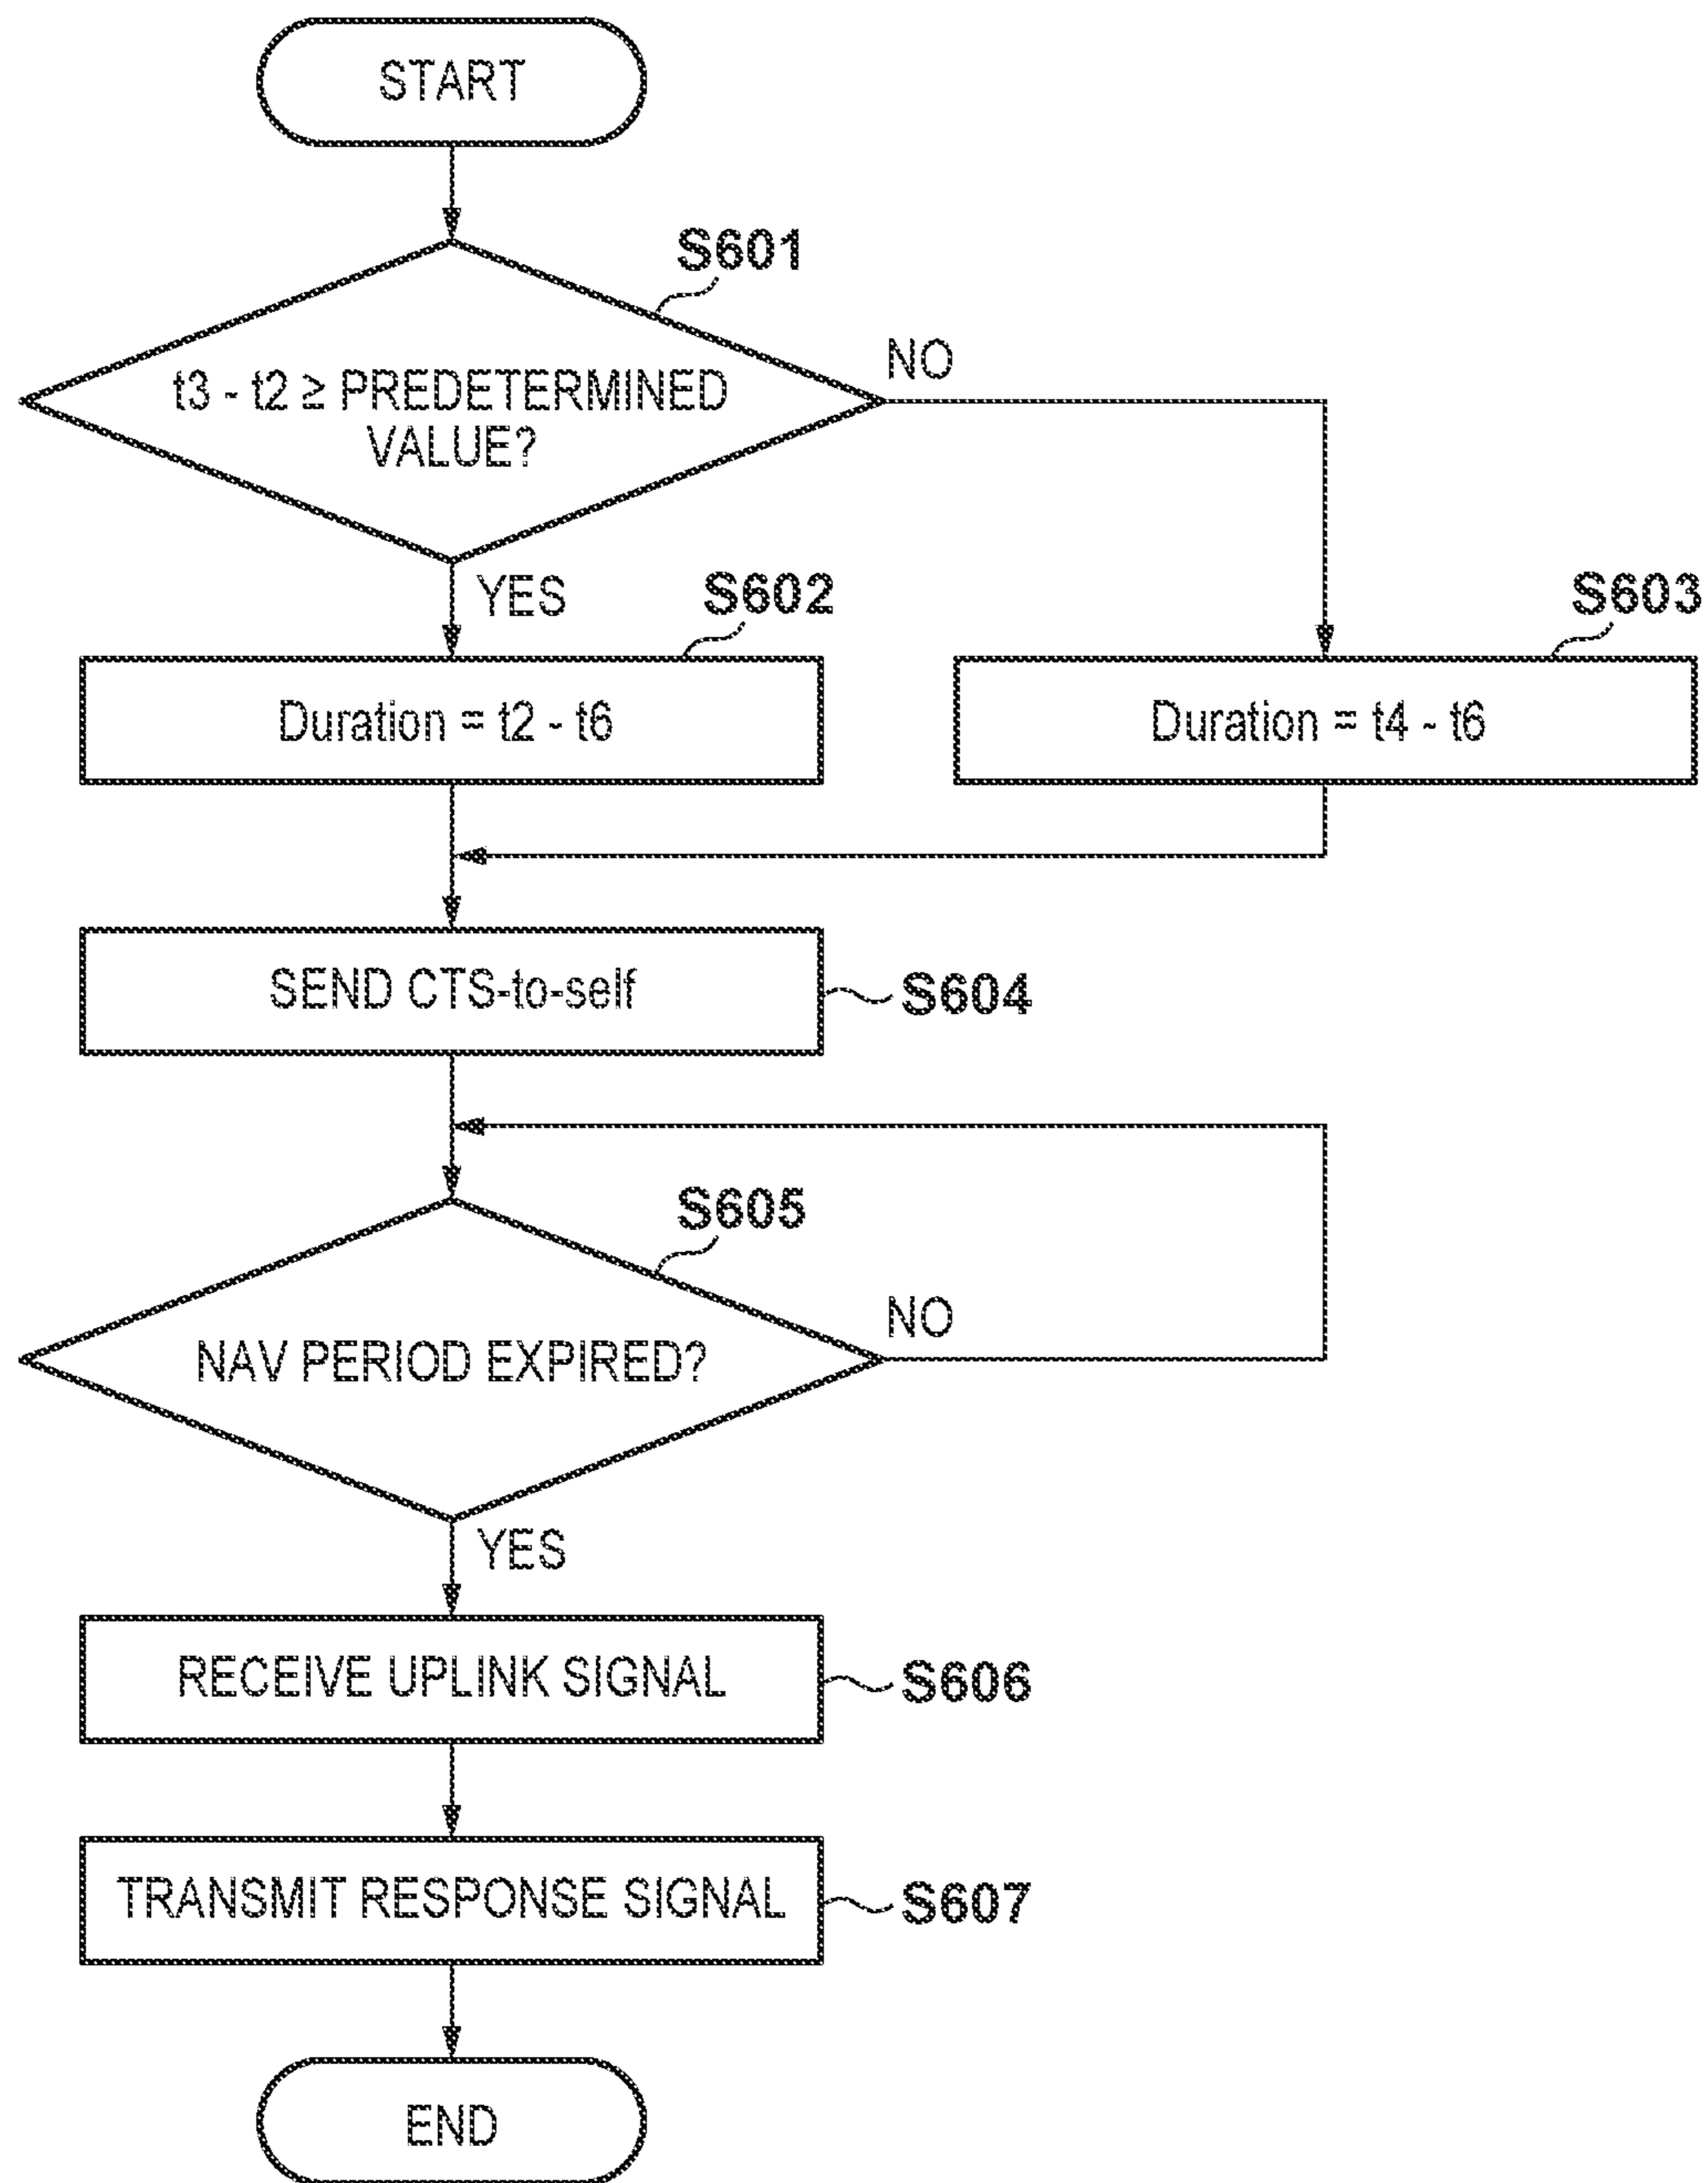 START
S601
NO
t3 - t2 ≥ PREDETERMINED
VALUE?
YES
S602
S603
Duration = t2 - t6
Duration = t4 - t6
SEND CTS-to-self
S604
S605
NO
NAV PERIOD EXPIRED?
YES
RECEIVE UPLINK SIGNAL
S606
TRANSMIT RESPONSE SIGNAL
S607
END